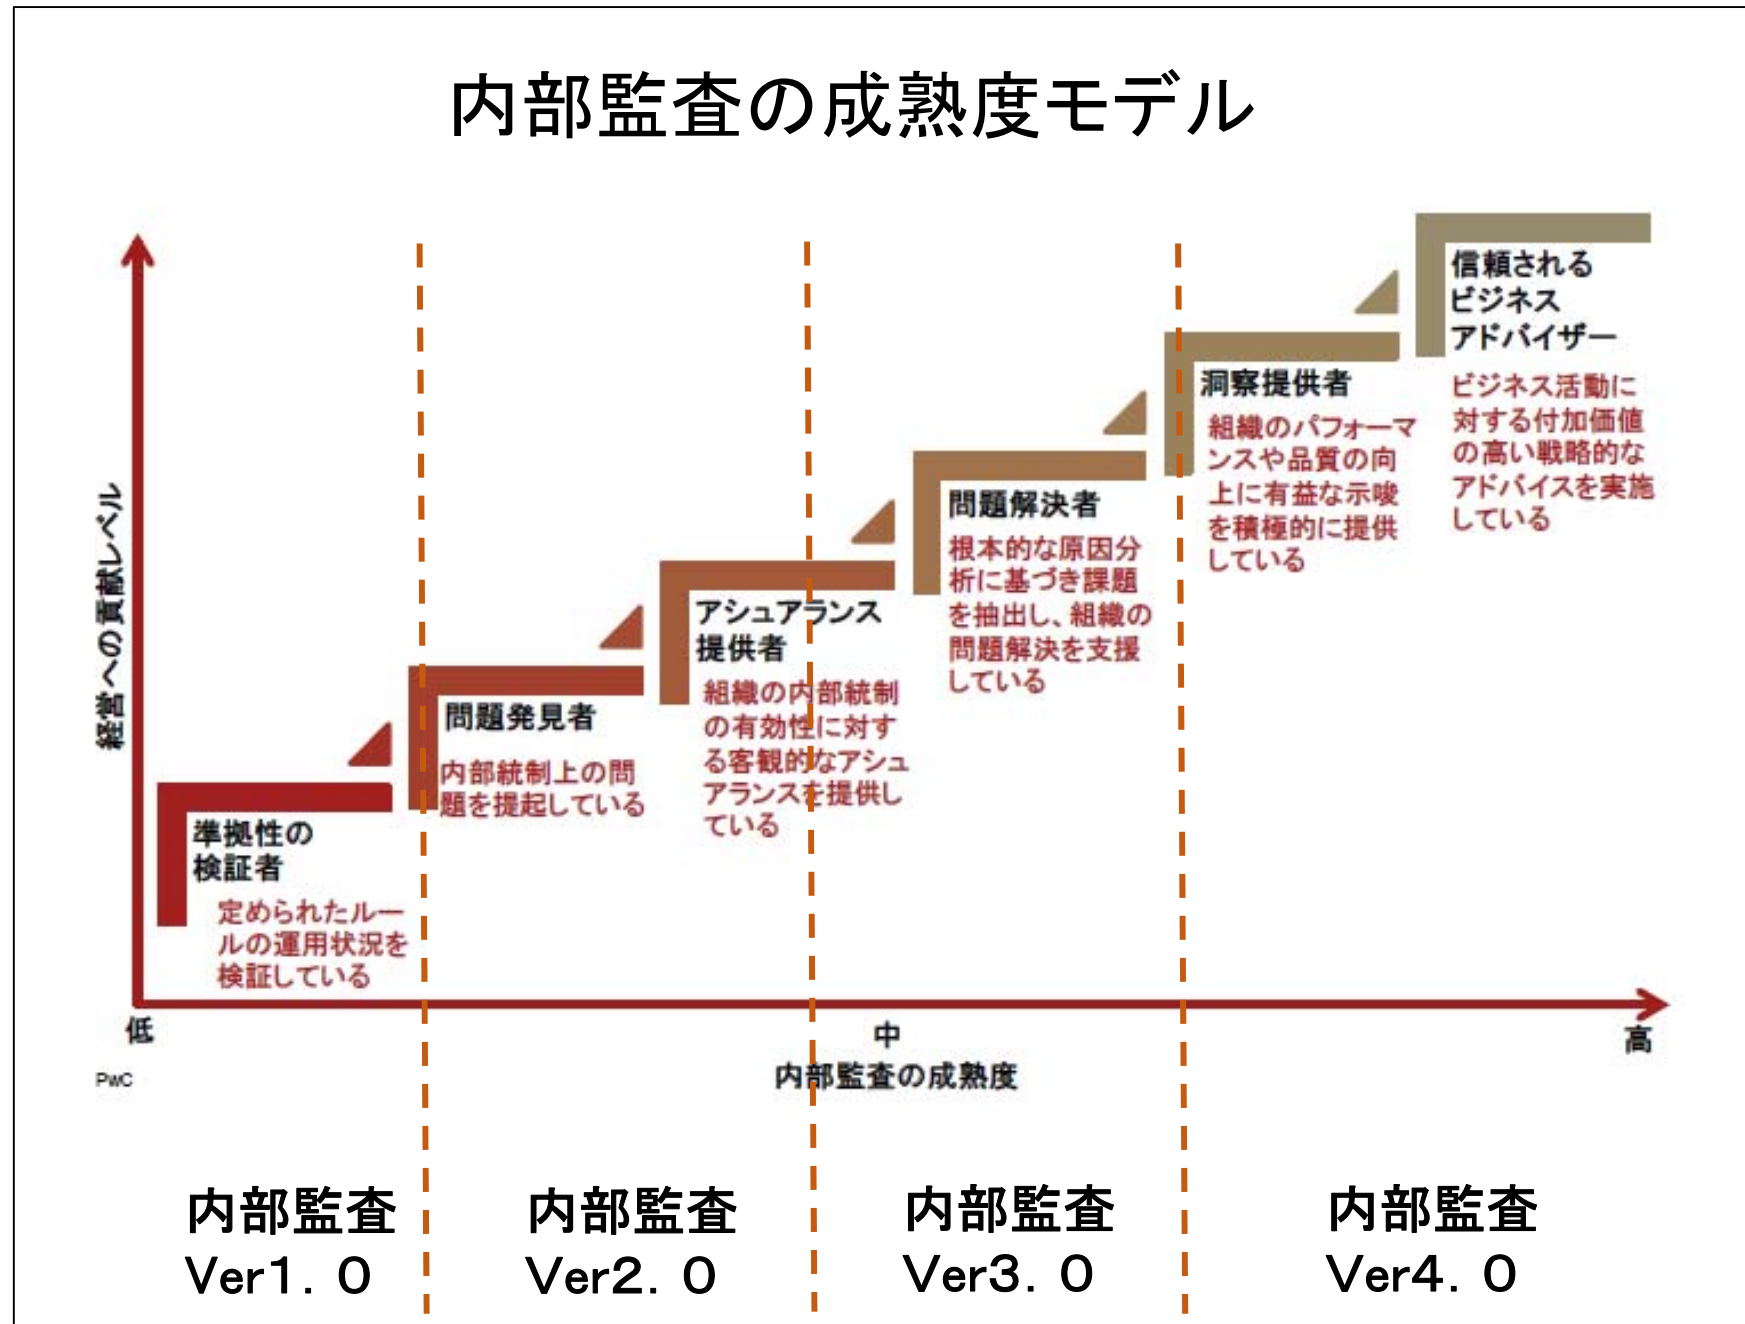 内部監査の成熟度モデル
経営への貢献レベル
準拠性の
検証者
定められたルー
ルの運用状況を
検証している
問題発見者
内部統制上の問
題を提起している
アシュアランス
提供者
組織の内部統制
の有効性に対す
る客観的なアシュ
アランスを提供し
ている
問題解決者
根本的な原因分
析に基づき課題
を抽出し、組織の
問題解決を支援
している
洞察提供者
組織のパフォーマ
ンスや品質の向
上に有益な示唆
を積極的に提供
している
信頼される
ビジネス
アドバイザー
ビジネス活動に
対する付加価値
の高い戦略的な
アドバイスを実施
している
低
中
高
内部監査の成熟度
PwC
内部監査
Ver１．０
内部監査
Ver２．０
内部監査
Ver３．０
内部監査
Ver４．０